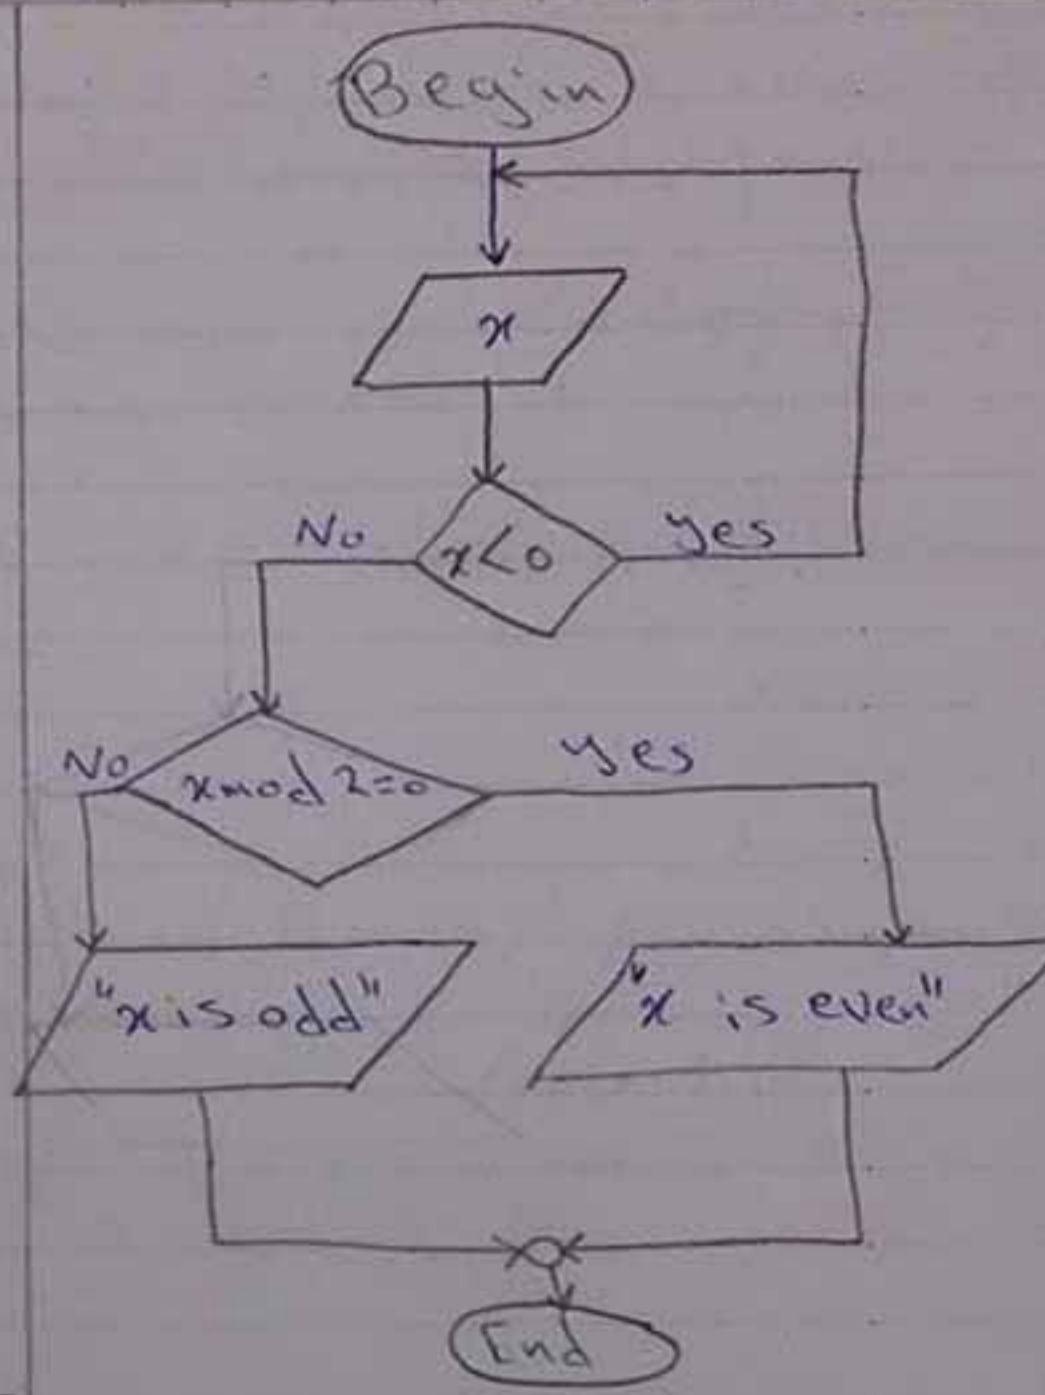 Begin
x
x<0
No
Yes
x mod 2=0
No
Yes
"x is odd"
"x is even"
End